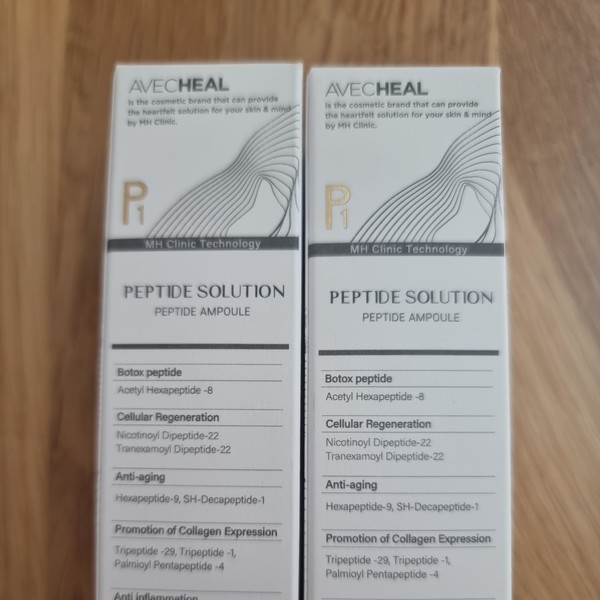 AVECHEAL
Is the cosmetic brand that can provide
the heartfelt solution for your skin & mind
by MH Clinic.
P1
MH Clinic Technology
PEPTIDE SOLUTION
PEPTIDE AMPOULE
Botox peptide
Acetyl Hexapeptide -8
Cellular Regeneration
Nicotinoyl Dipeptide-22
Tranexamoyl Dipeptide-22
Anti-aging
Hexapeptide-9, SH-Decapeptide-1
Promotion of Collagen Expression
Tripeptide -29, Tripeptide -1,
Palmioyl Pentapeptide -4
Anti inflammation
AVECHEAL
Is the cosmetic brand that can provide
the heartfelt solution for your skin & mind
by MH Clinic.
P1
MH Clinic Technology
PEPTIDE SOLUTION
PEPTIDE AMPOULE
Botox peptide
Acetyl Hexapeptide -8
Cellular Regeneration
Nicotinoyl Dipeptide-22
Tranexamoyl Dipeptide-22
Anti-aging
Hexapeptide-9, SH-Decapeptide-1
Promotion of Collagen Expression
Tripeptide -29, Tripeptide -1,
Palmioyl Pentapeptide -4